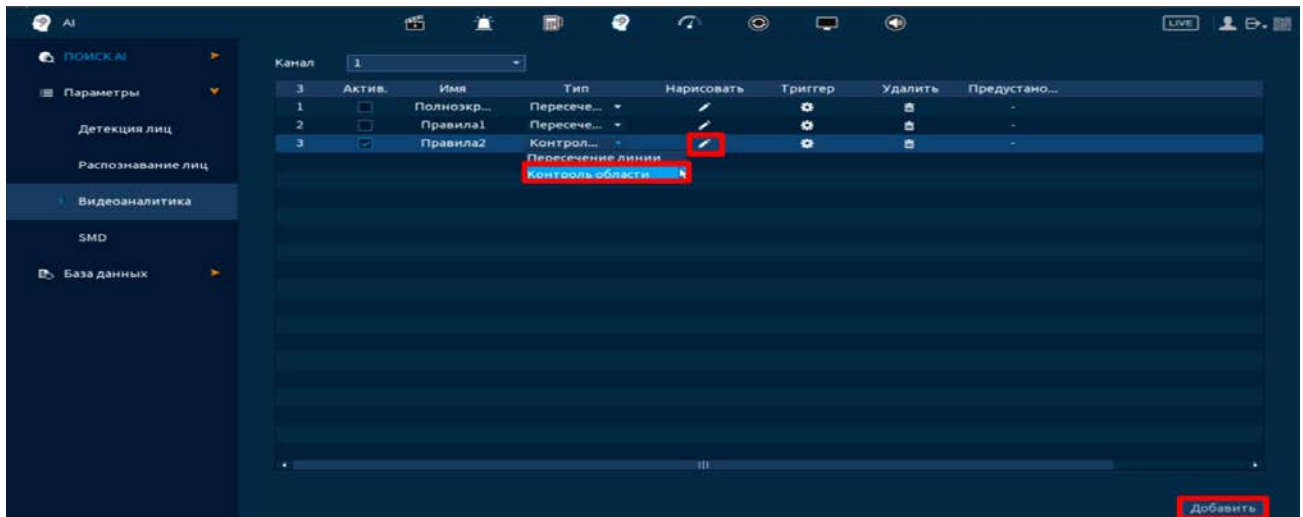 AI LIVE
ПОИСК AI
Параметры
Детекция лиц
Распознавание лиц
Видеоаналитика
SMD
База данных
Канал 1
3 Актив. Имя Тип Нарисовать Триггер Удалить Предустано...
1 Полноэкр... Пересече... -
2 Правила1 Пересече... -
3 Правила2 Контрол... -
Пересечение линии
Контроль области
Добавить